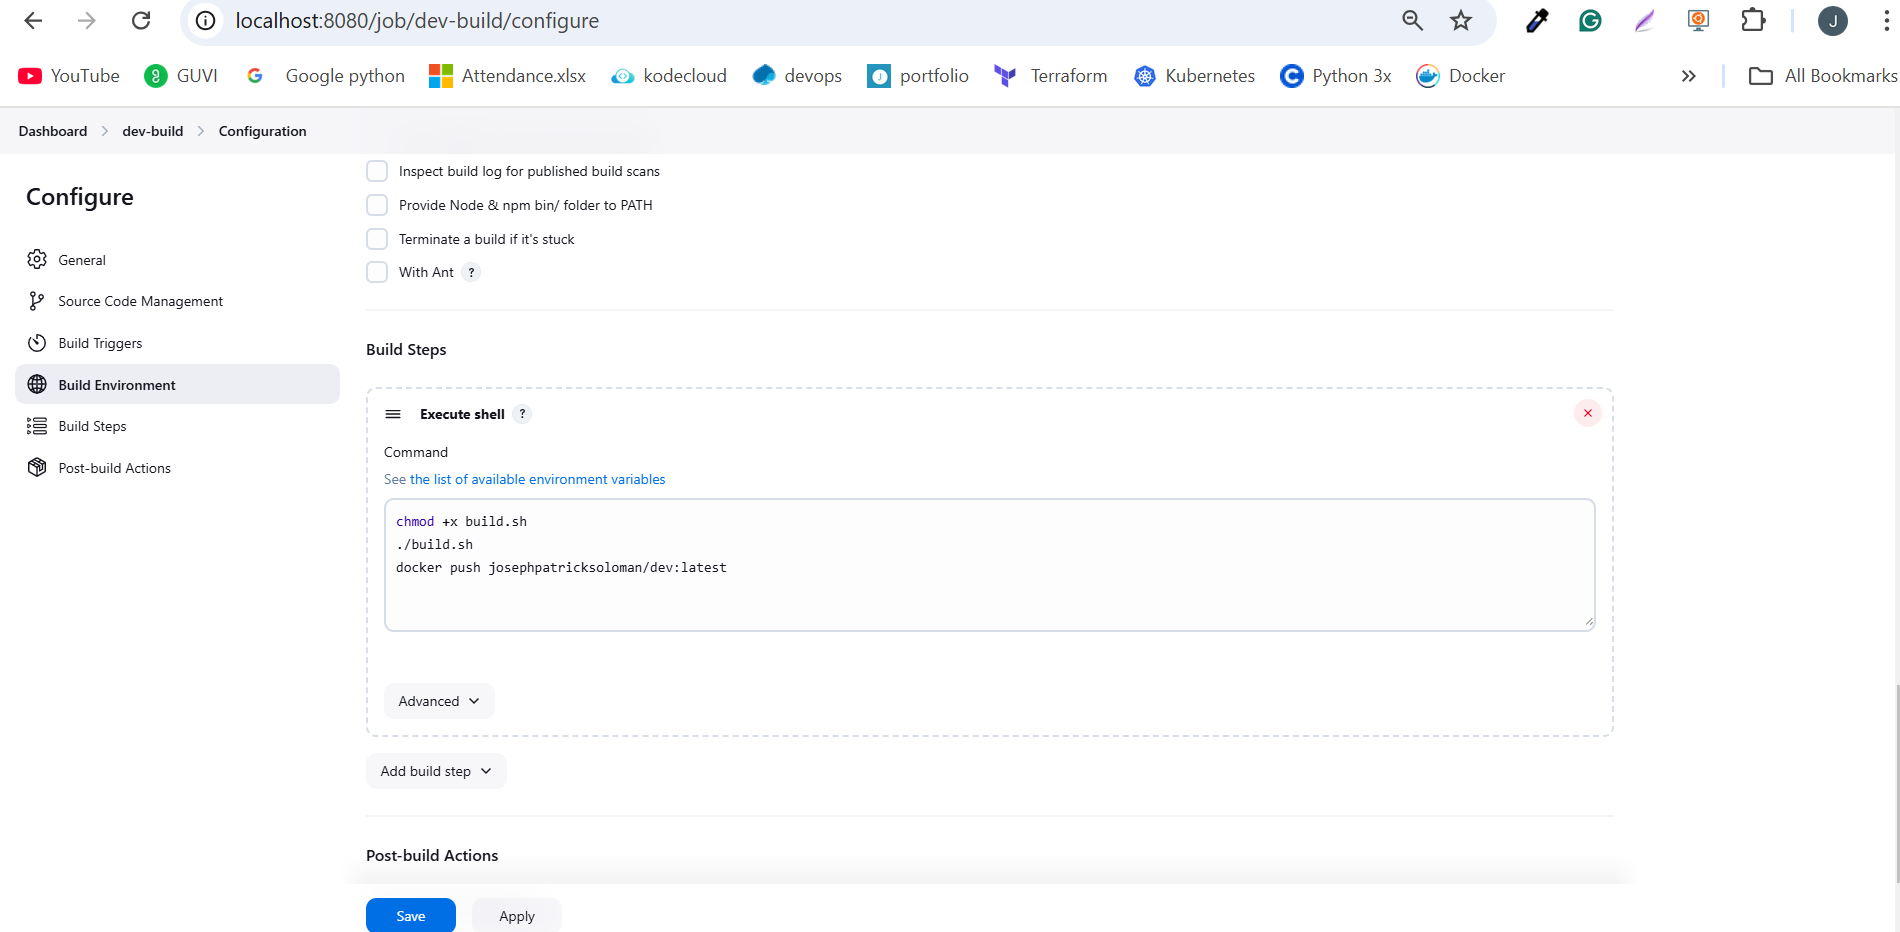 localhost:8080/job/dev-build/configure
J
YouTube GUVI Google python Attendance.xlsx kodecloud devops portfolio Terraform Kubernetes Python 3x Docker » All Bookmarks
Dashboard > dev-build > Configuration
Configure
General
Source Code Management
Build Triggers
Build Environment
Build Steps
Post-build Actions
Inspect build log for published build scans
Provide Node & npm bin/ folder to PATH
Terminate a build if it's stuck
With Ant ?
Build Steps
Execute shell ?
Command
See the list of available environment variables
chmod +x build.sh
./build.sh
docker push josephpatricksoloman/dev:latest
Advanced
Add build step
Post-build Actions
Save Apply